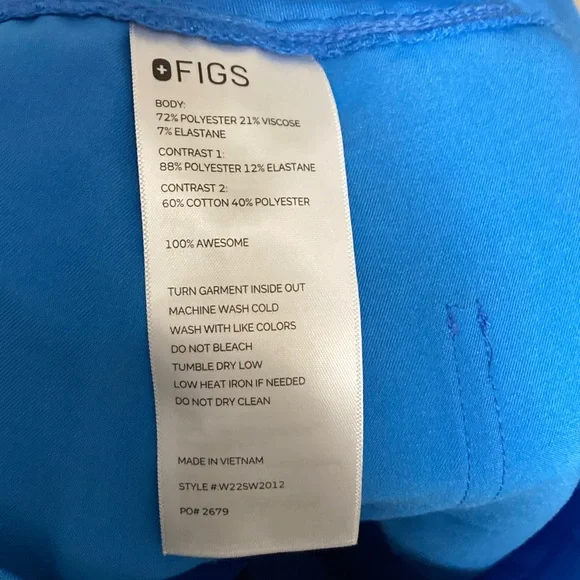 FIGS
BODY:
72% POLYESTER 21% VISCOSE
7% ELASTANE
CONTRAST 1:
88% POLYESTER 12% ELASTANE
CONTRAST 2:
60% COTTON 40% POLYESTER
100% AWESOME
TURN GARMENT INSIDE OUT
MACHINE WASH COLD
WASH WITH LIKE COLORS
DO NOT BLEACH
TUMBLE DRY LOW
LOW HEAT IRON IF NEEDED
DO NOT DRY CLEAN
MADE IN VIETNAM
STYLE #:W22SW2012
PO# 2679